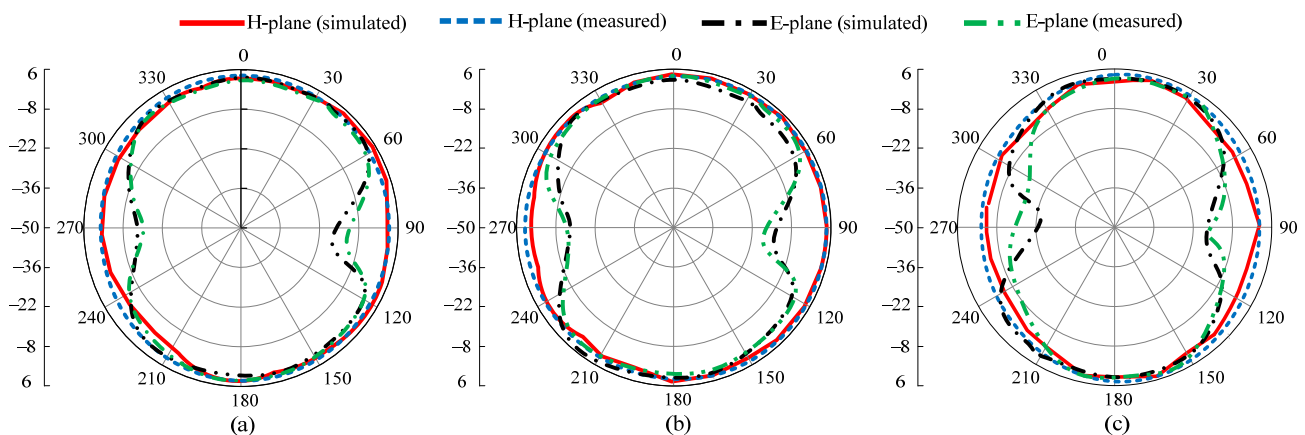 H-plane (simulated) H-plane (measured) E-plane (simulated) E-plane (measured)
6 −8 −22 −36 −50 −36 −22 −8 6
0 30 60 90 120 150 180 210 240 270 300 330
(a)
6 −8 −22 −36 −50 −36 −22 −8 6
0 30 60 90 120 150 180 210 240 270 300 330
(b)
6 −8 −22 −36 −50 −36 −22 −8 6
0 30 60 90 120 150 180 210 240 270 300 330
(c)